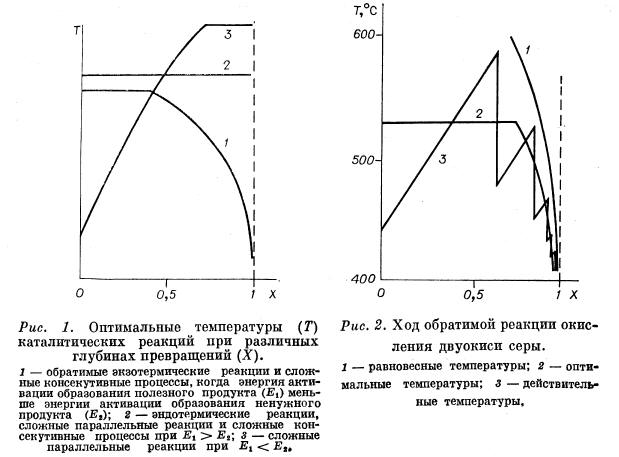 T
3
2
1
0
0,5
1
X
Рис. 1. Оптимальные температуры (T)
каталитических реакций при различных
глубинах превращений (X).
1 — обратимые экзотермические реакции и слож-
ные консекутивные процессы, когда энергия акти-
вации образования полезного продукта (E₁) мень-
ше энергии активации образования ненужного
продукта (E₂); 2 — эндотермические реакции,
сложные параллельные реакции и сложные кон-
секутивные процессы при E₁ > E₂; 3 — сложные
параллельные реакции при E₁ < E₂.
T,°C
600
500
400
1
2
3
0
0,5
1
X
Рис. 2. Ход обратимой реакции окис-
ления двуокиси серы.
1 — равновесные температуры; 2 — опти-
мальные температуры; 3 — действитель-
ные температуры.